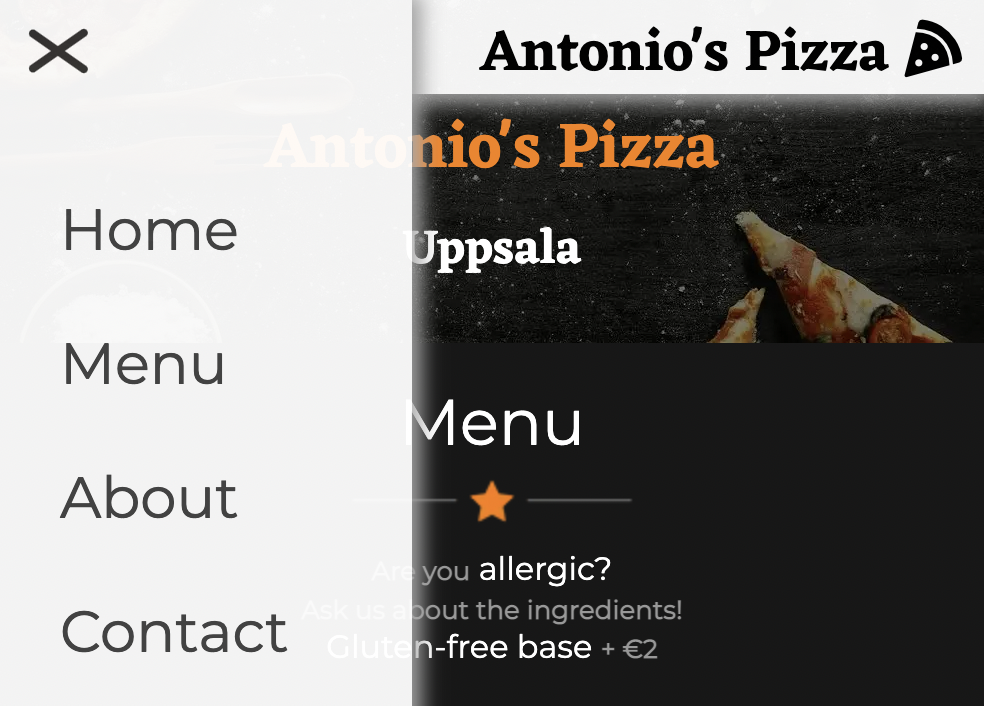 Antonio's Pizza
Antonio's Pizza
Uppsala
Home
Menu
About
Contact
Menu
Are you allergic?
Ask us about the ingredients!
Gluten-free base + €2